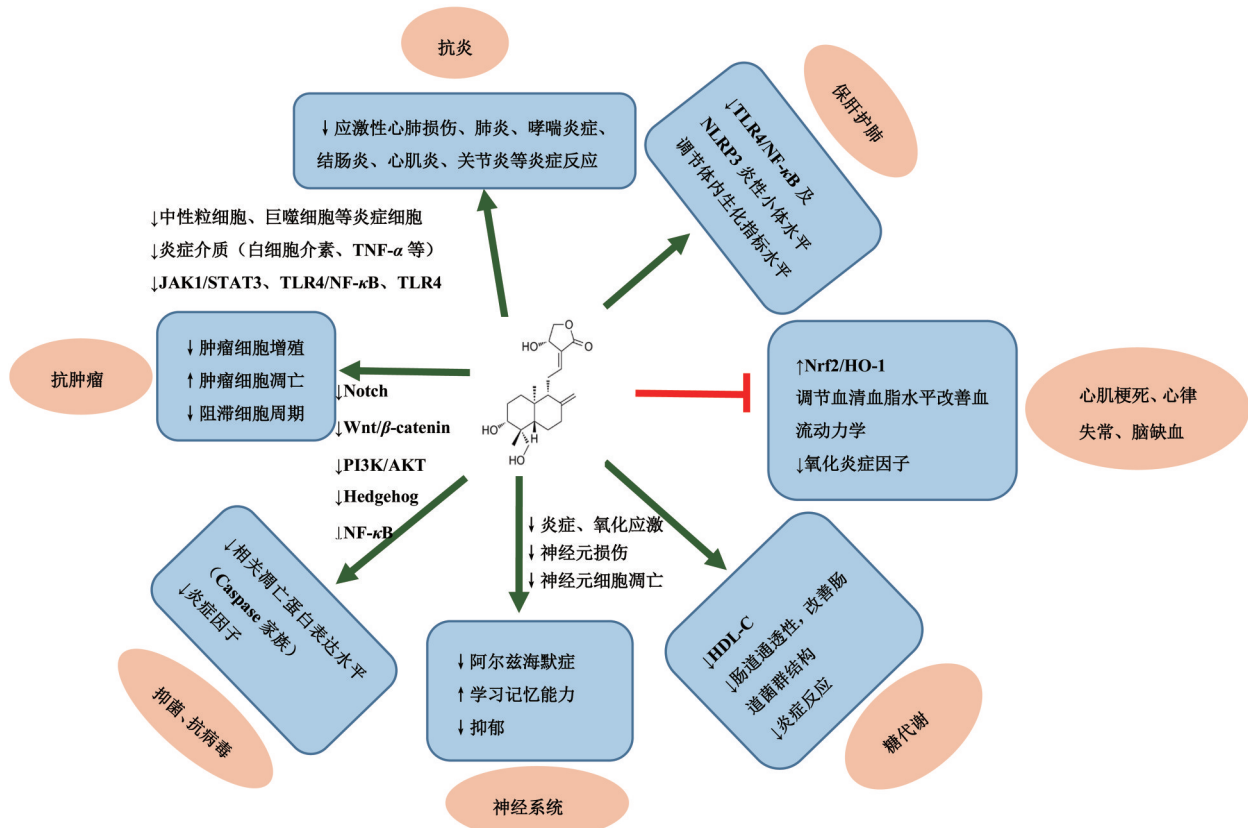 抗炎
↓应激性心肺损伤、肺炎、哮喘炎症、
结肠炎、心肌炎、关节炎等炎症反应
保肝护肺
↓TLR4/NF-κB 及
NLRP3 炎性小体水平
调节体内生化指标水平
↓中性粒细胞、巨噬细胞等炎症细胞
↓炎症介质（白细胞介素、TNF-α 等）
↓JAK1/STAT3、TLR4/NF-κB、TLR4
抗肿瘤
↓肿瘤细胞增殖
↑肿瘤细胞凋亡
↓阻滞细胞周期
↓Notch
↓Wnt/β-catenin
↓PI3K/AKT
↓Hedgehog
↓NF-κB
O
HO
O
HO
H
HO
↑Nrf2/HO-1
调节血清血脂水平改善血
流动力学
↓氧化炎症因子
心肌梗死、心律
失常、脑缺血
↓相关凋亡蛋白表达水平
（Caspase 家族）
↓炎症因子
抑菌、抗病毒
↓炎症、氧化应激
↓神经元损伤
↓神经元细胞凋亡
↓阿尔兹海默症
↑学习记忆能力
↓抑郁
神经系统
↓HDL-C
↓肠道通透性，改善肠
道菌群结构
↓炎症反应
糖代谢